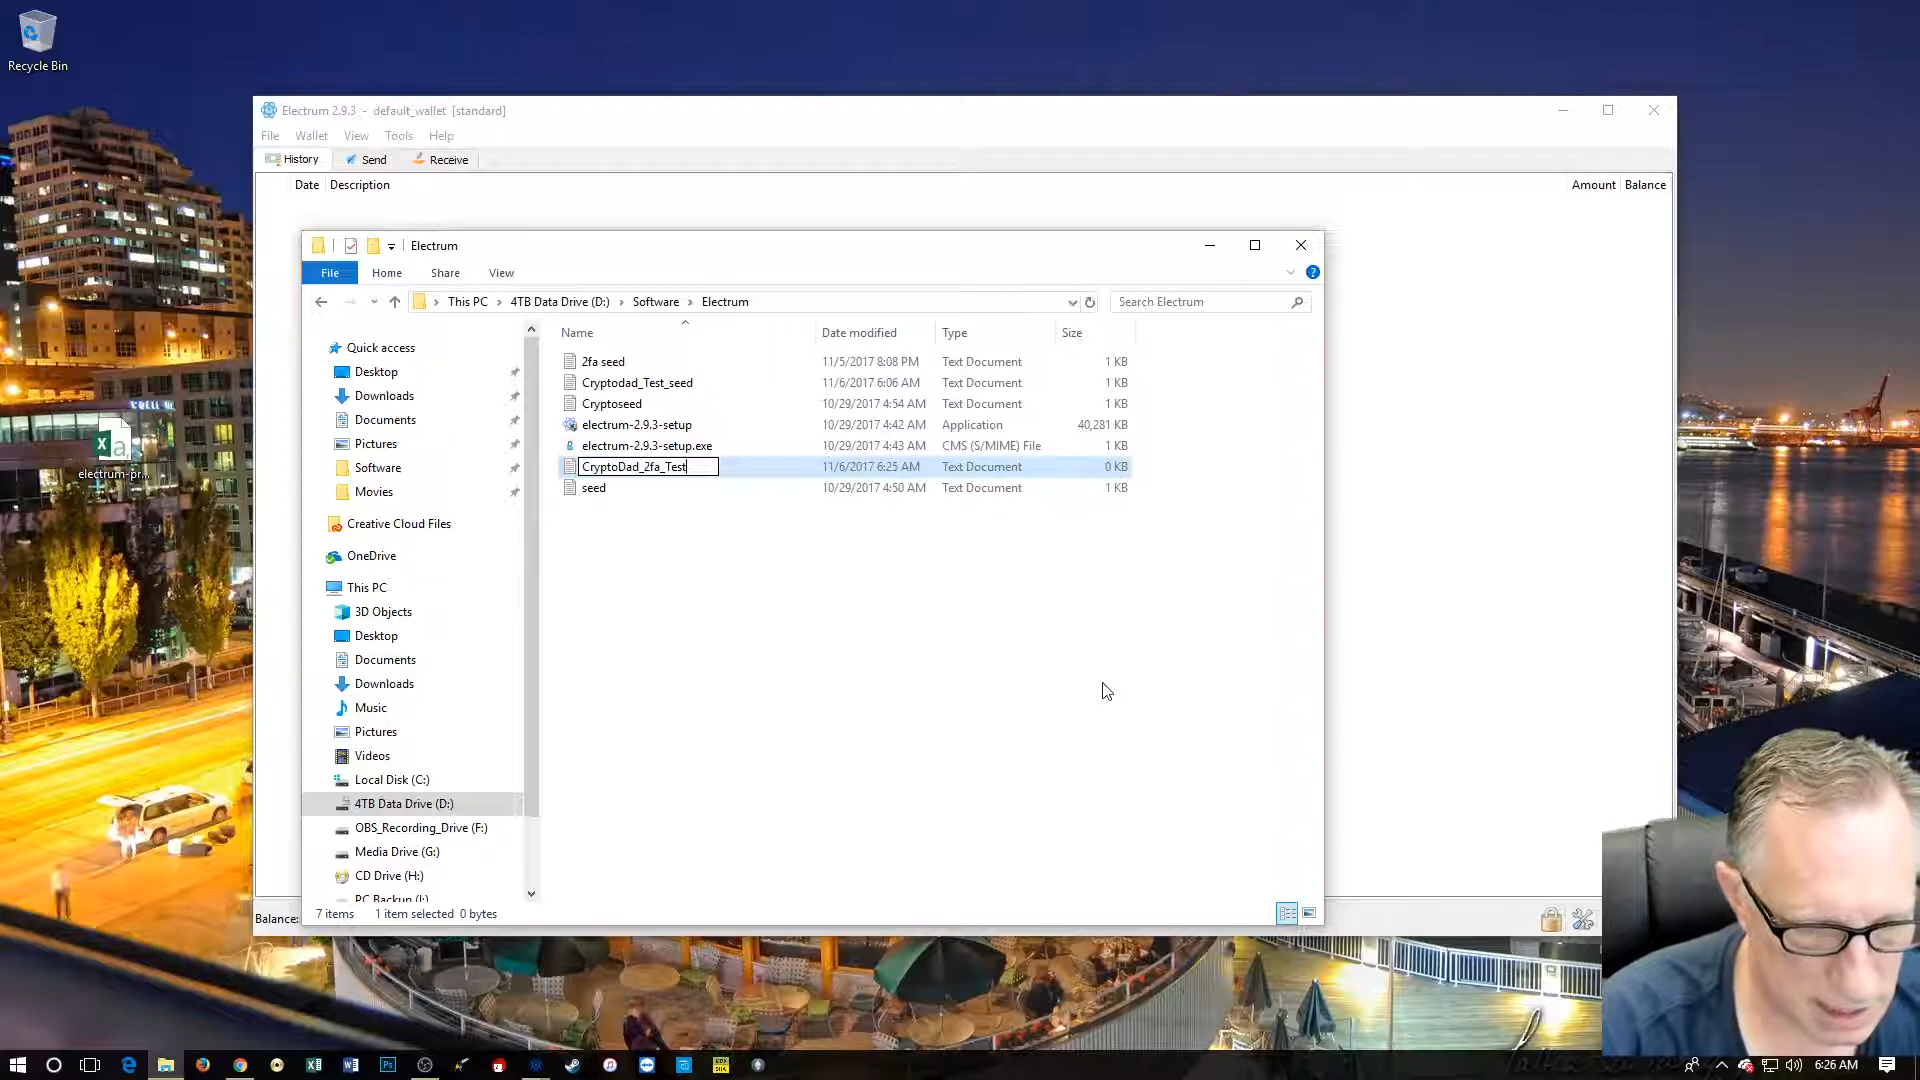 Recycle Bin
Electrum 2.9.3 - default_wallet [standard]
File Wallet View Tools Help
History Send Receive
Date Description Amount Balance
Electrum
File Home Share View
This PC 4TB Data Drive (D:) Software Electrum
Search Electrum
Name Date modified Type Size
2fa seed 11/5/2017 8:08 PM Text Document 1 KB
Cryptodad_Test_seed 11/6/2017 6:06 AM Text Document 1 KB
Cryptoseed 10/29/2017 4:54 AM Text Document 1 KB
electrum-2.9.3-setup 10/29/2017 4:42 AM Application 40,281 KB
electrum-2.9.3-setup.exe 10/29/2017 4:43 AM CMS (S/MIME) File 1 KB
CryptoDad_2fa_Test 11/6/2017 6:25 AM Text Document 0 KB
seed 10/29/2017 4:50 AM Text Document 1 KB
Quick access
Desktop
Downloads
Documents
Pictures
Software
Movies
Creative Cloud Files
OneDrive
This PC
3D Objects
Desktop
Documents
Downloads
Music
Pictures
Videos
Local Disk (C:)
4TB Data Drive (D:)
OBS_Recording_Drive (F:)
Media Drive (G:)
CD Drive (H:)
PC Backup (I:)
7 items 1 item selected 0 bytes
electrum-pr...
Balance:
6:26 AM